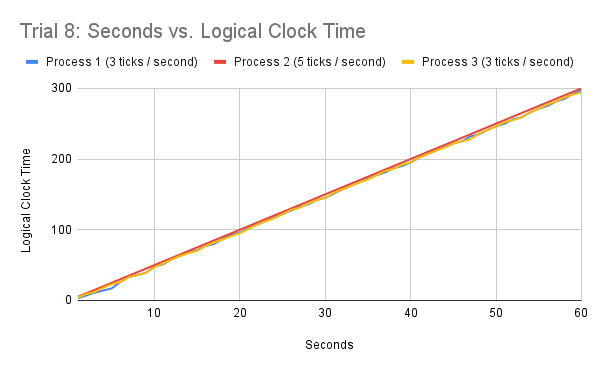 Trial 8: Seconds vs. Logical Clock Time
Process 1 (3 ticks / second) Process 2 (5 ticks / second) Process 3 (3 ticks / second)
300
200
100
0
Logical Clock Time
10 20 30 40 50 60
Seconds